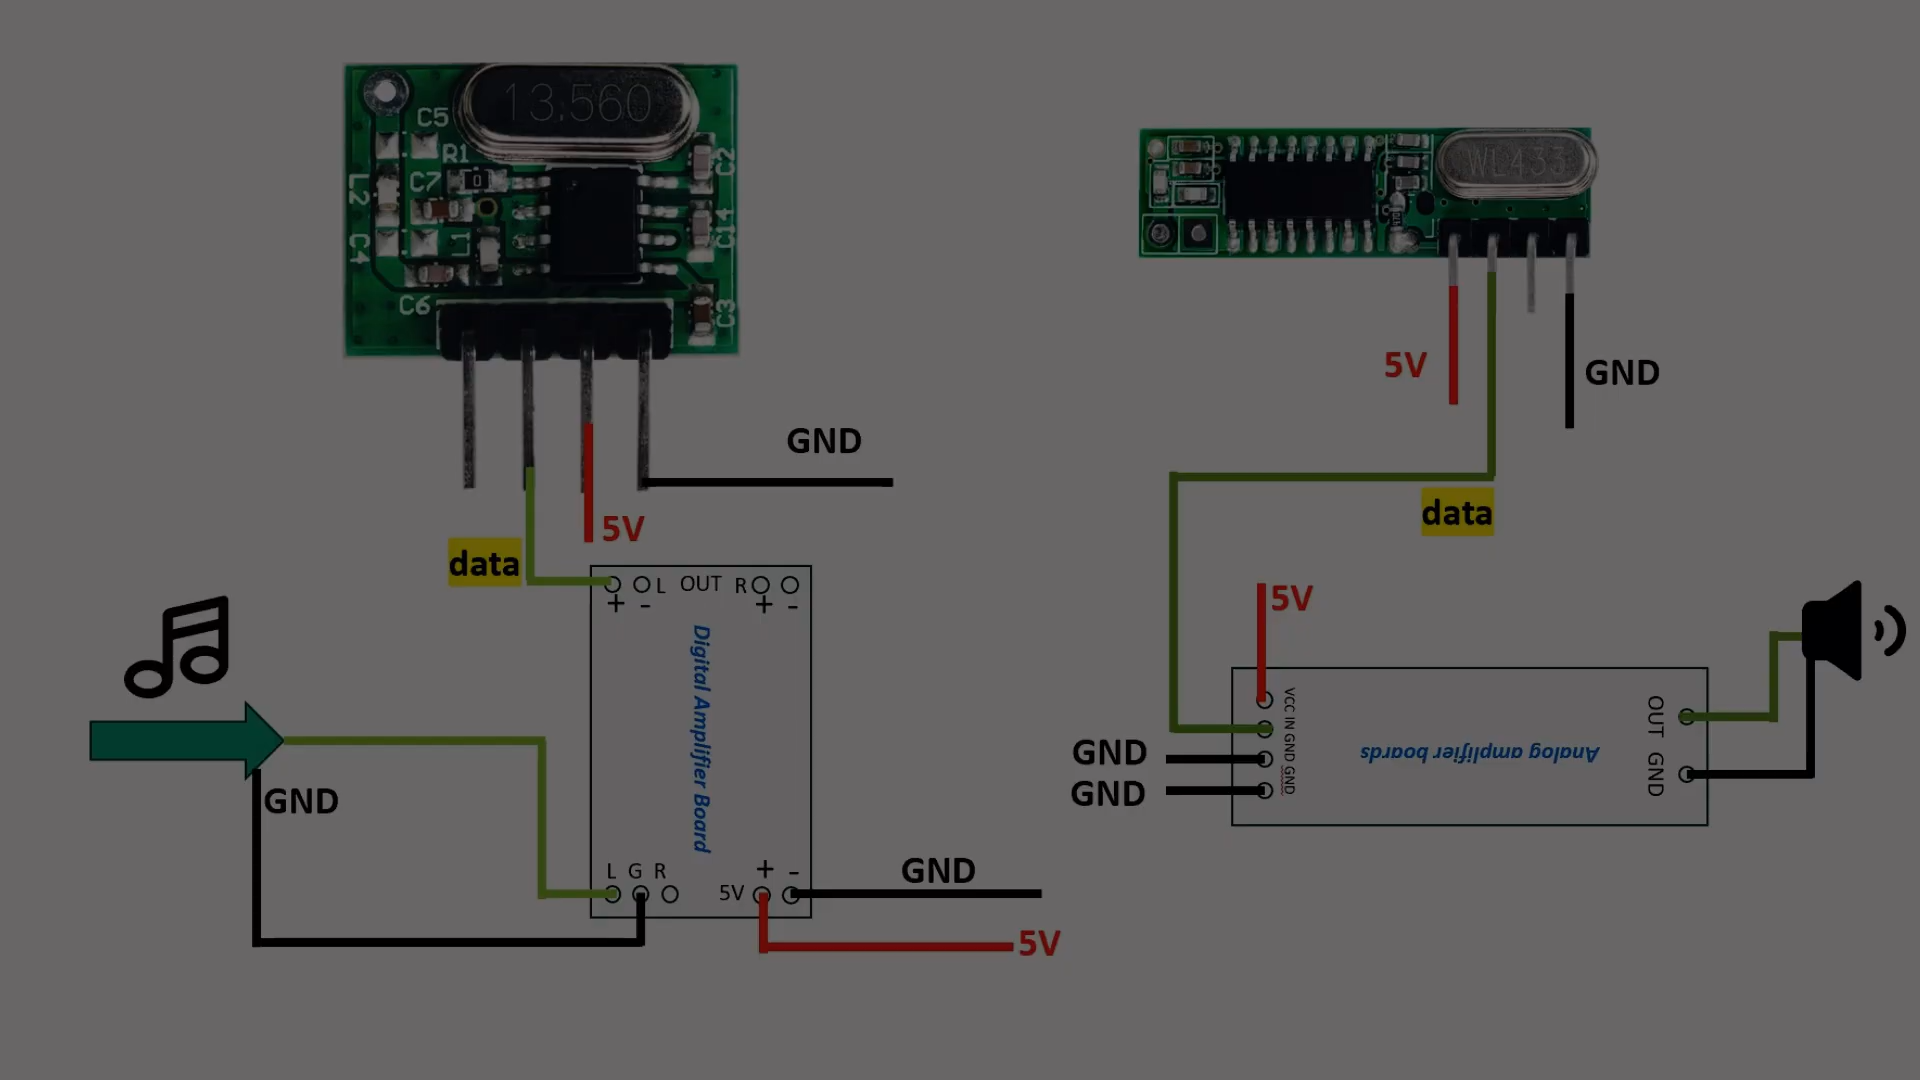 13.560
C5
R1
C2
C7
0
L2
C14
L1
C4
C6
C3
WL433
5V
GND
GND
5V
data
data
L OUT R
+ - + -
5V
Digital Amplifier Board
VCC IN GND GND
OUT GND
Analog amplifier boards
GND
GND
GND
L G R
+ -
5V
GND
5V